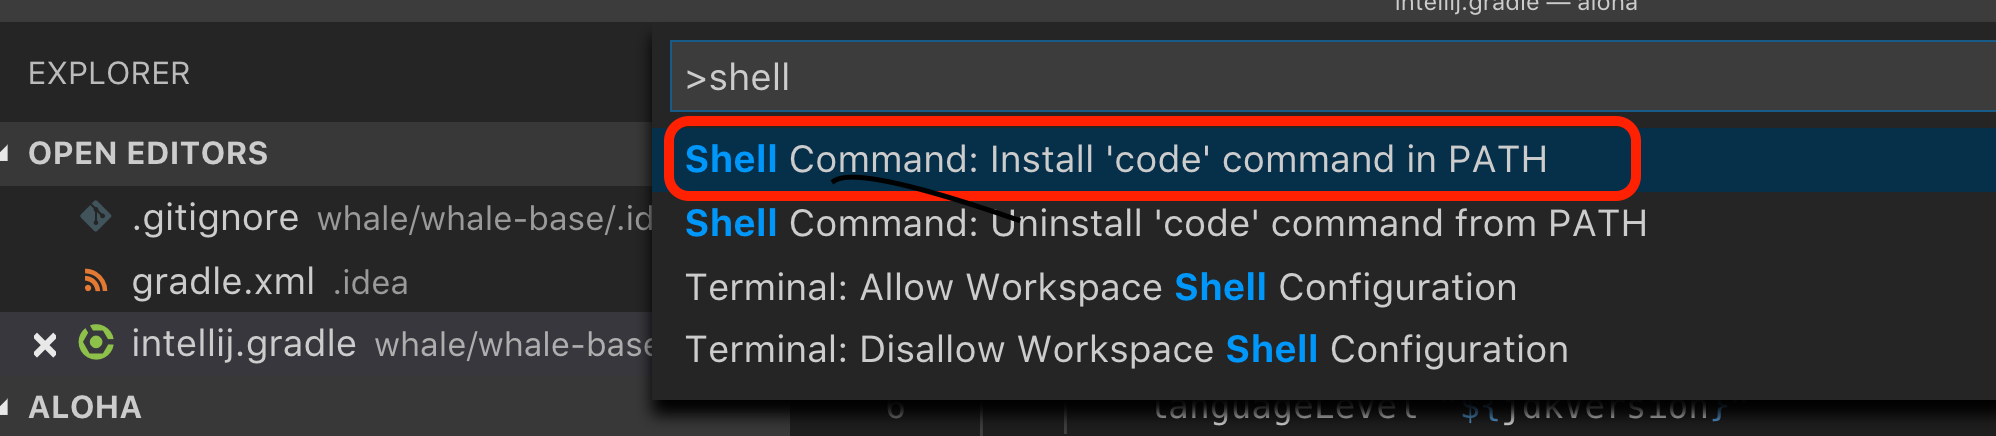 intellij.gradle — aloha
EXPLORER
>shell
OPEN EDITORS
Shell Command: Install 'code' command in PATH
.gitignore whale/whale-base/.id
Shell Command: Uninstall 'code' command from PATH
gradle.xml .idea
Terminal: Allow Workspace Shell Configuration
intellij.gradle whale/whale-base
Terminal: Disallow Workspace Shell Configuration
ALOHA
6 languageLevel "${jdkVersion}"